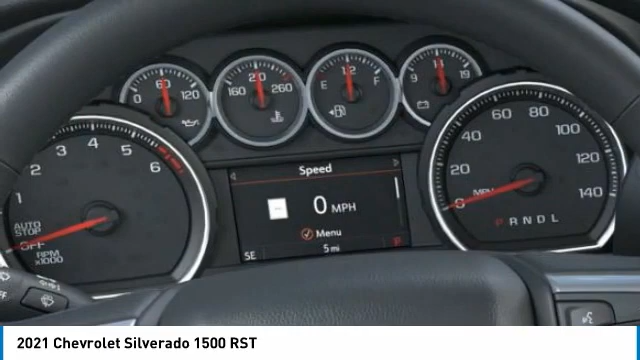 0 60 120
160 210 260
E 1/2 F
9 14 19
1 2 3 4 5 6
AUTO
STOP
OFF
RPM
x1000
Speed
0 MPH
Menu
SE 5 mi P
0 20 40 60 80 100 120 140
MPH
P R N D L
2021 Chevrolet Silverado 1500 RST